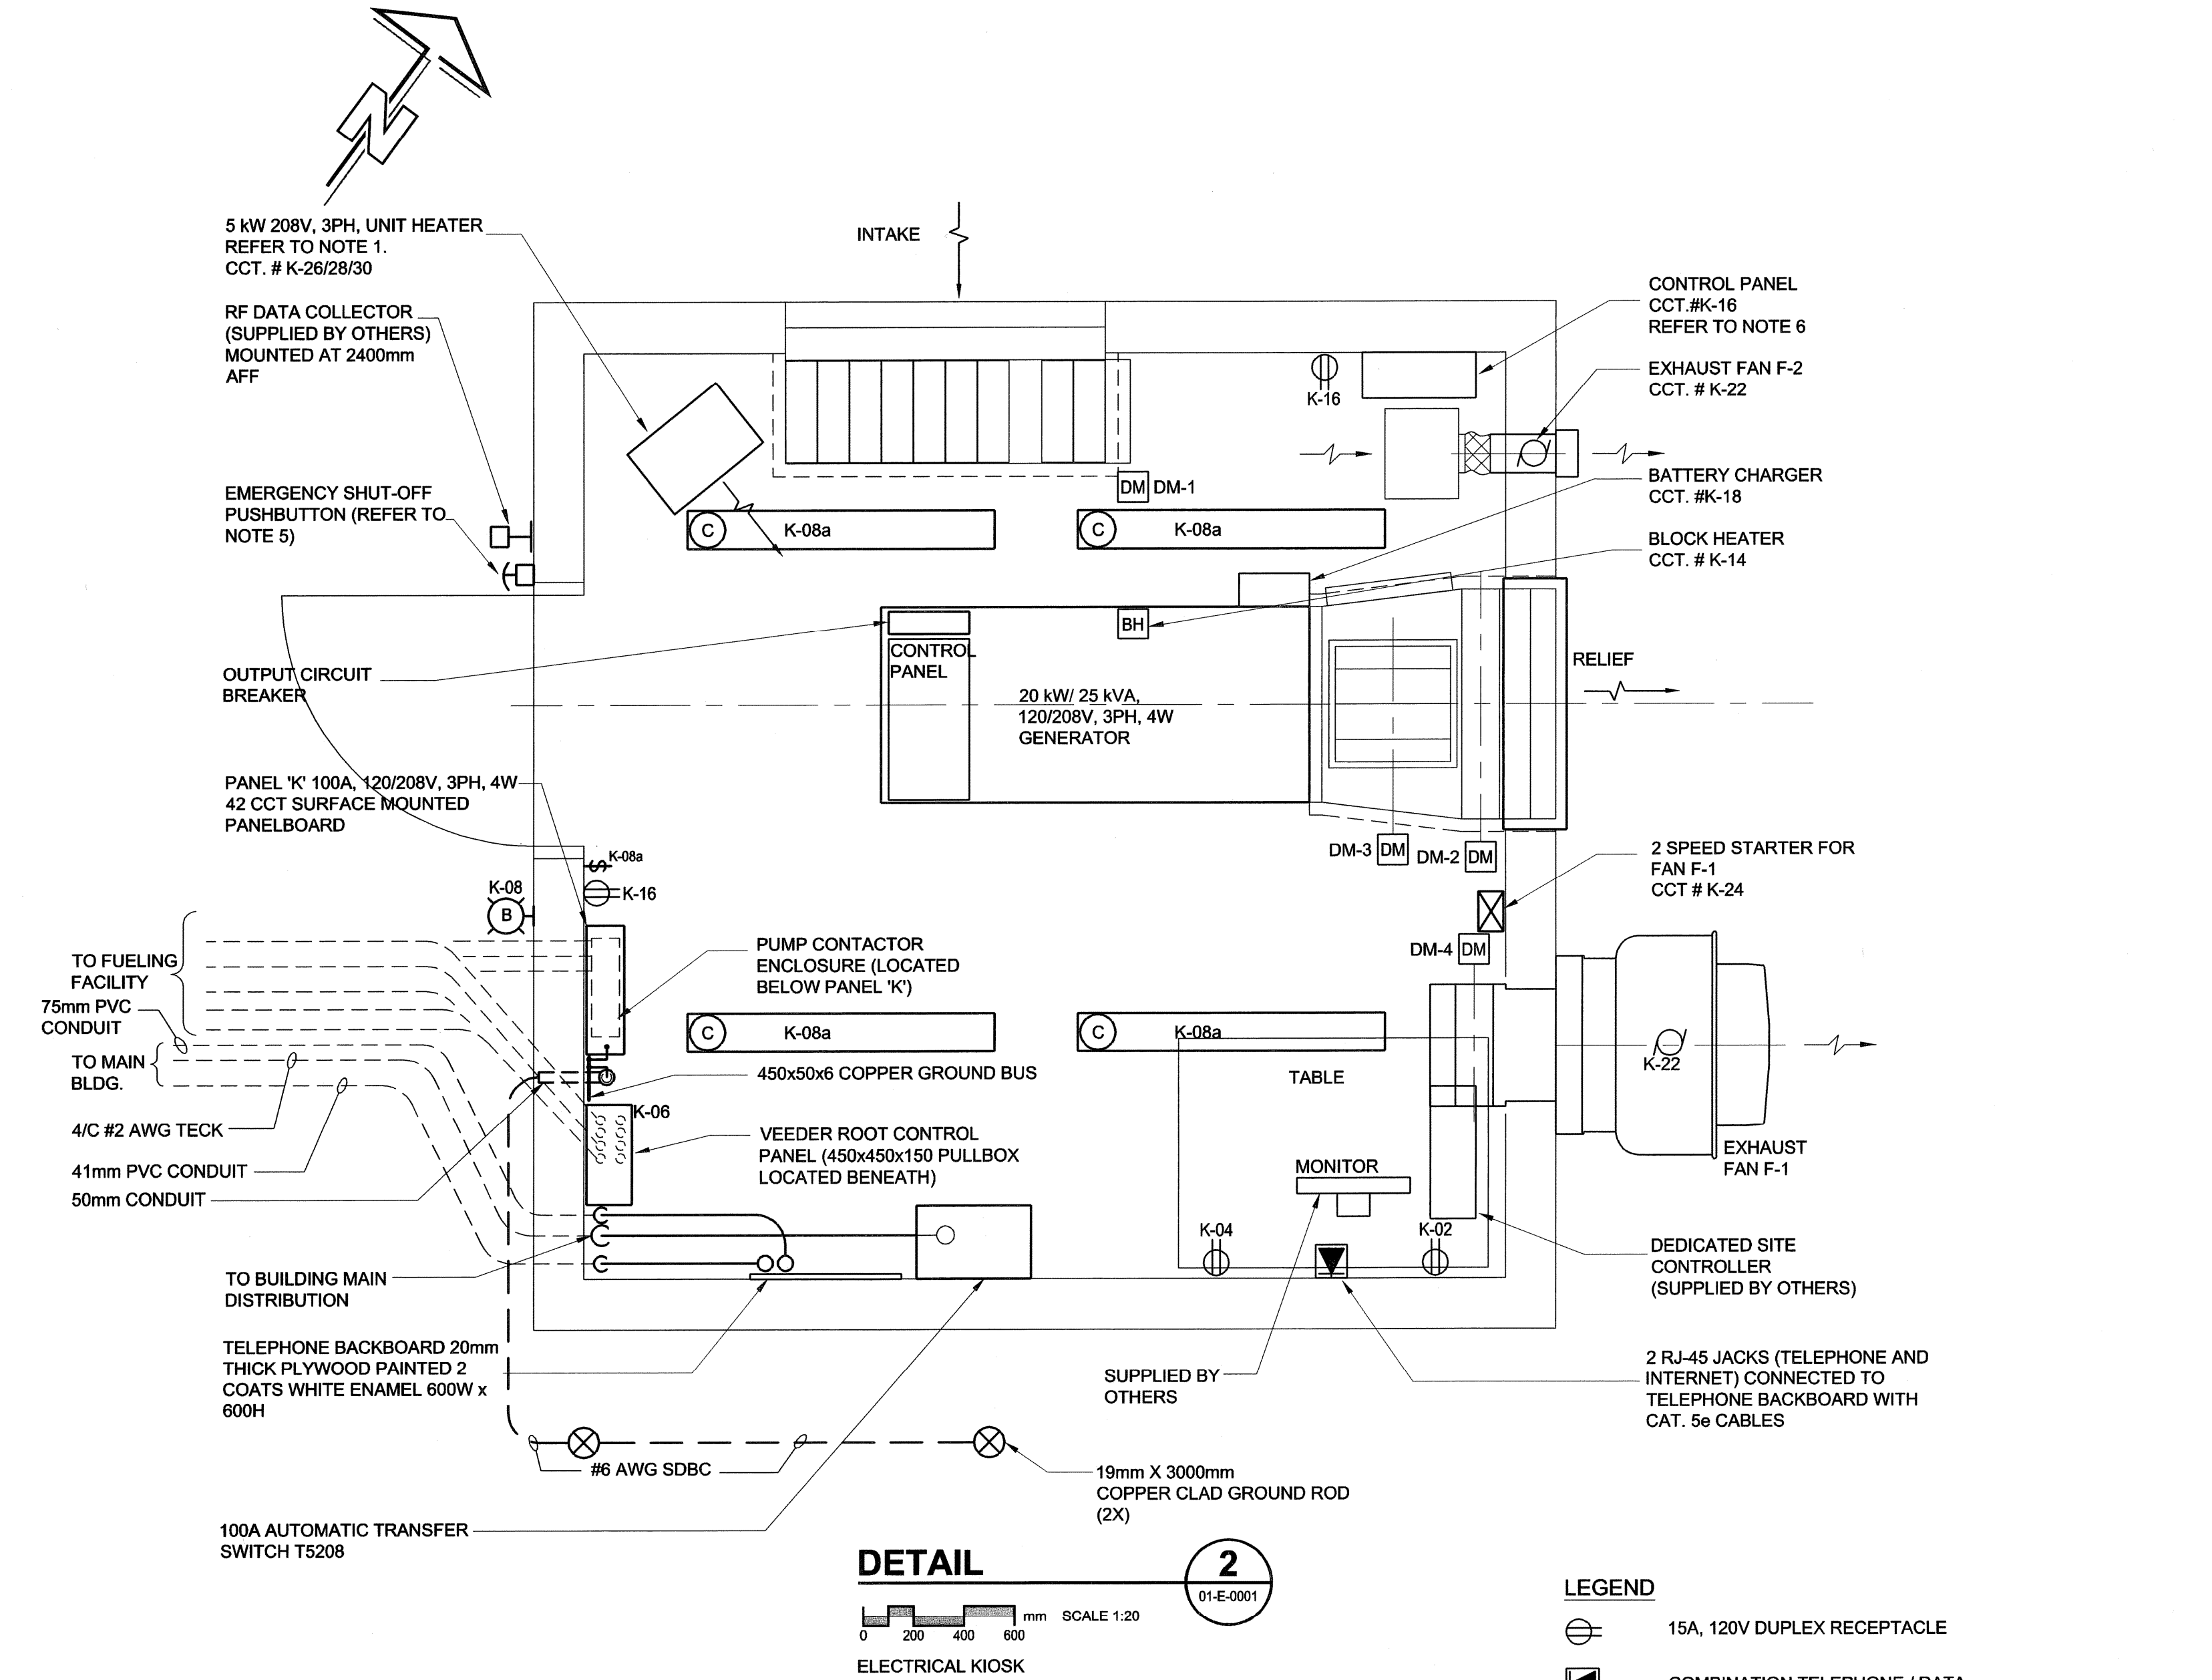 N
5 kW 208V, 3PH, UNIT HEATER
REFER TO NOTE 1.
CCT. # K-26/28/30
RF DATA COLLECTOR
(SUPPLIED BY OTHERS)
MOUNTED AT 2400mm
AFF
EMERGENCY SHUT-OFF
PUSHBUTTON (REFER TO
NOTE 5)
INTAKE
CONTROL PANEL
CCT.#K-16
REFER TO NOTE 6
EXHAUST FAN F-2
CCT. # K-22
BATTERY CHARGER
CCT. #K-18
BLOCK HEATER
CCT. # K-14
K-16
DM DM-1
C K-08a
C K-08a
BH
OUTPUT CIRCUIT
BREAKER
CONTROL
PANEL
20 kW/ 25 kVA,
120/208V, 3PH, 4W
GENERATOR
RELIEF
PANEL 'K' 100A, 120/208V, 3PH, 4W
42 CCT SURFACE MOUNTED
PANELBOARD
DM-3 DM
DM-2 DM
2 SPEED STARTER FOR
FAN F-1
CCT # K-24
$ K-08a
K-16
K-08
B
DM-4 DM
PUMP CONTACTOR
ENCLOSURE (LOCATED
BELOW PANEL 'K')
TO FUELING
FACILITY
75mm PVC
CONDUIT
TO MAIN
BLDG.
C K-08a
C K-08a
K-22
450x50x6 COPPER GROUND BUS
TABLE
K-06
4/C #2 AWG TECK
41mm PVC CONDUIT
50mm CONDUIT
VEEDER ROOT CONTROL
PANEL (450x450x150 PULLBOX
LOCATED BENEATH)
MONITOR
EXHAUST
FAN F-1
K-04
K-02
DEDICATED SITE
CONTROLLER
(SUPPLIED BY OTHERS)
TO BUILDING MAIN
DISTRIBUTION
TELEPHONE BACKBOARD 20mm
THICK PLYWOOD PAINTED 2
COATS WHITE ENAMEL 600W x
600H
SUPPLIED BY
OTHERS
2 RJ-45 JACKS (TELEPHONE AND
INTERNET) CONNECTED TO
TELEPHONE BACKBOARD WITH
CAT. 5e CABLES
#6 AWG SDBC
19mm X 3000mm
COPPER CLAD GROUND ROD
(2X)
100A AUTOMATIC TRANSFER
SWITCH T5208
DETAIL
2
01-E-0001
mm SCALE 1:20
0 200 400 600
ELECTRICAL KIOSK
LEGEND
15A, 120V DUPLEX RECEPTACLE
COMBINATION TELEPHONE / DATA